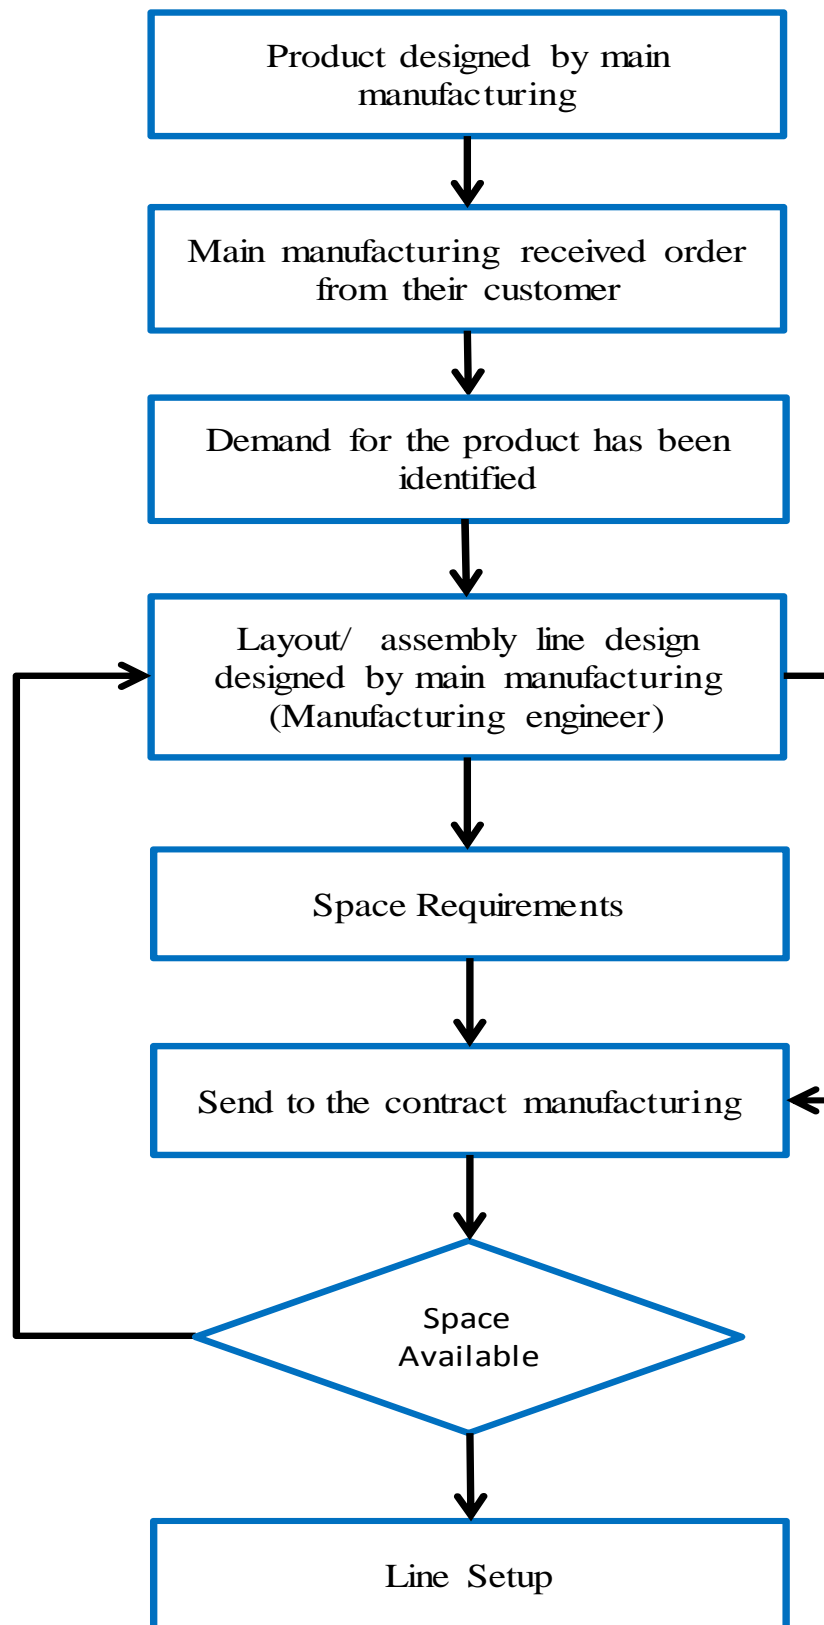 Product designed by main
manufacturing
Main manufacturing received order
from their customer
Demand for the product has been
identified
Layout/ assembly line design
designed by main manufacturing
(Manufacturing engineer)
Space Requirements
Send to the contract manufacturing
Space
Available
Line Setup